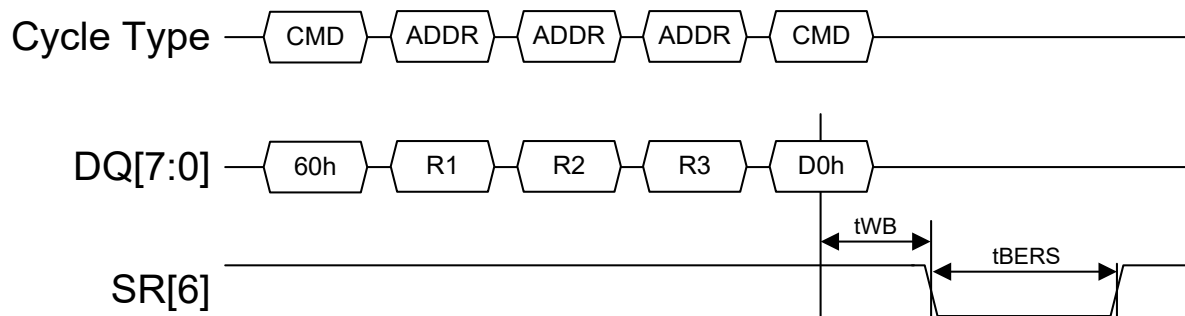 Cycle Type CMD ADDR ADDR ADDR CMD
DQ[7:0] 60h R1 R2 R3 D0h
tWB
tBERS
SR[6]